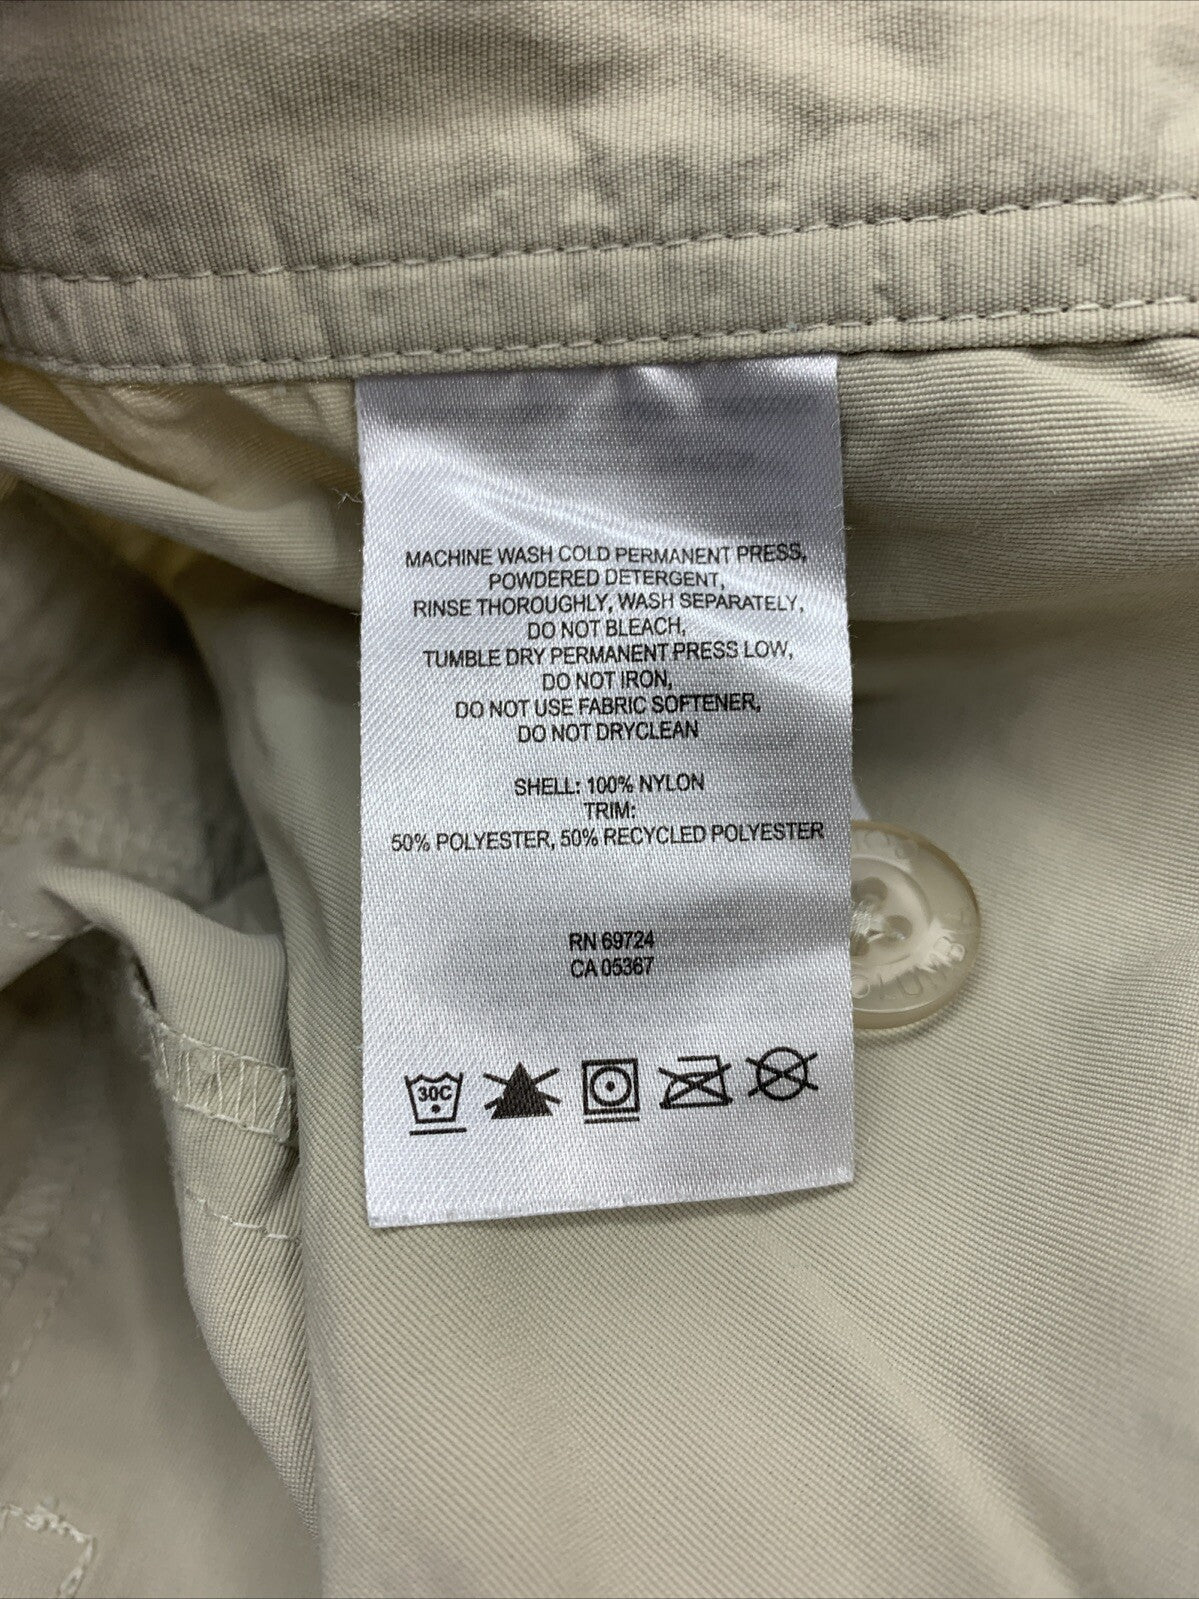 MACHINE WASH COLD PERMANENT PRESS,
POWDERED DETERGENT,
RINSE THOROUGHLY, WASH SEPARATELY,
DO NOT BLEACH,
TUMBLE DRY PERMANENT PRESS LOW,
DO NOT IRON,
DO NOT USE FABRIC SOFTENER,
DO NOT DRYCLEAN
SHELL: 100% NYLON
TRIM:
50% POLYESTER, 50% RECYCLED POLYESTER
RN 69724
CA 05367
30C